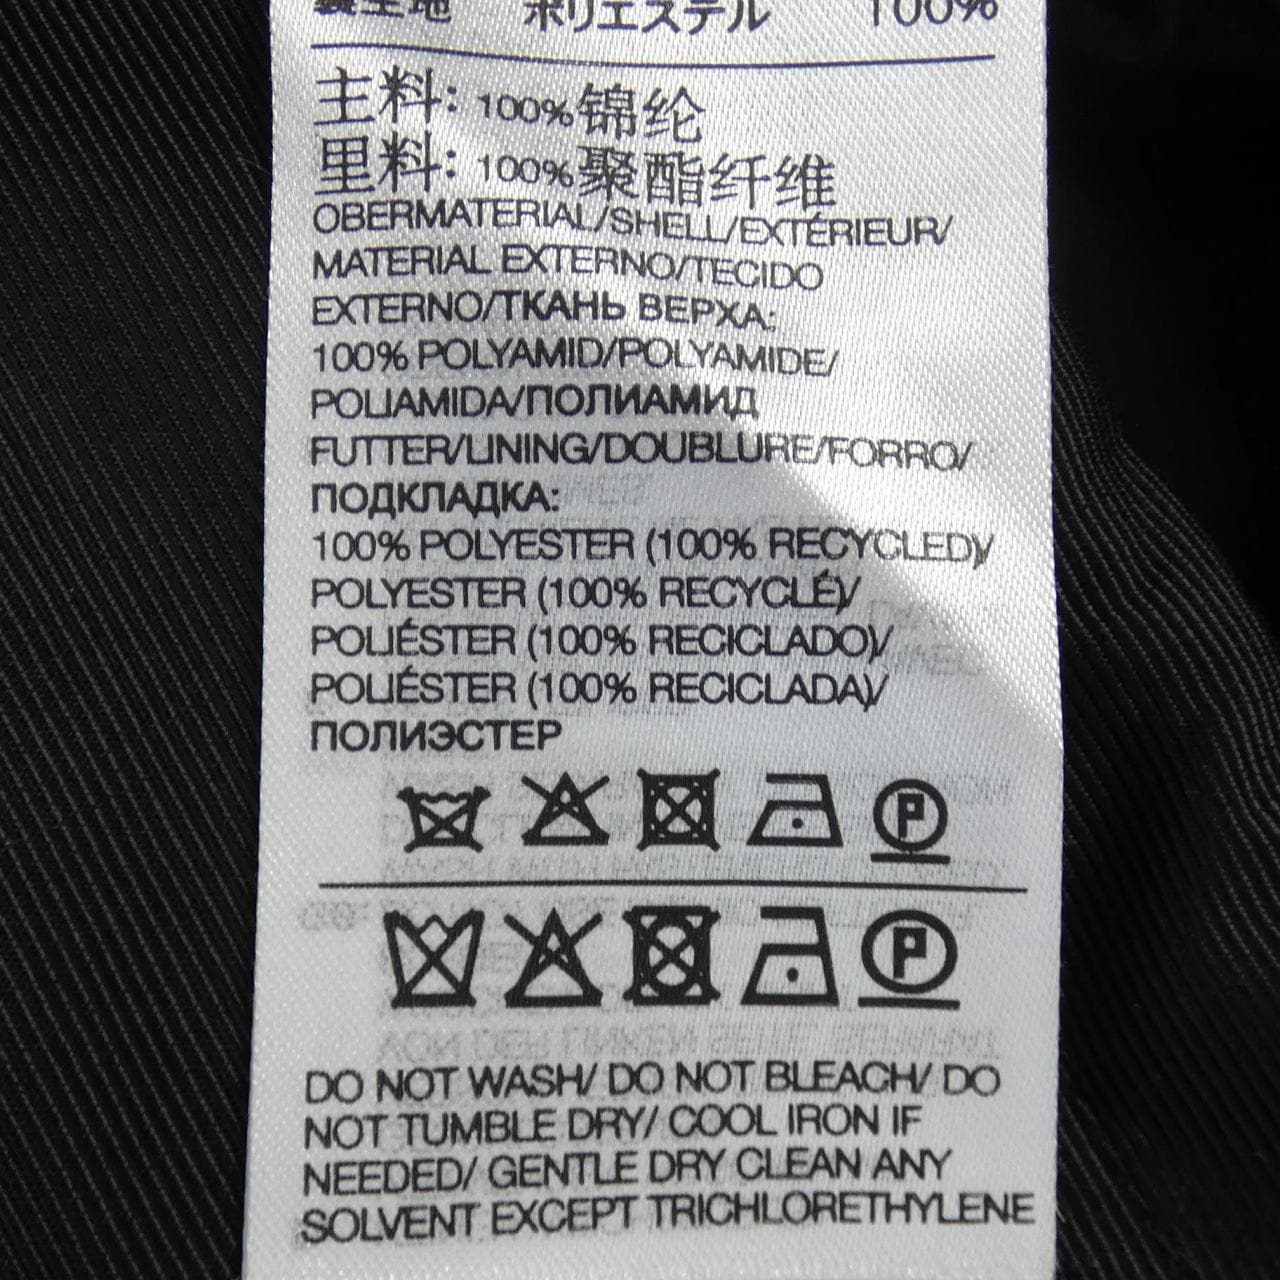 裏生地 ポリエステル 100%
主料: 100%锦纶
里料: 100%聚酯纤维
OBERMATERIAL/SHELL/EXTÉRIEUR/
MATERIAL EXTERNO/TECIDO
EXTERNO/ТКАНЬ ВЕРХА:
100% POLYAMID/POLYAMIDE/
POLIAMIDA/ПОЛИАМИД
FUTTER/LINING/DOUBLURE/FORRO/
ПОДКЛАДКА:
100% POLYESTER (100% RECYCLED)/
POLYESTER (100% RECYCLÉ)/
POLIÉSTER (100% RECICLADO)/
POLIÉSTER (100% RECICLADA)/
ПОЛИЭСТЕР
P
P
DO NOT WASH/ DO NOT BLEACH/ DO
NOT TUMBLE DRY/ COOL IRON IF
NEEDED/ GENTLE DRY CLEAN ANY
SOLVENT EXCEPT TRICHLORETHYLENE